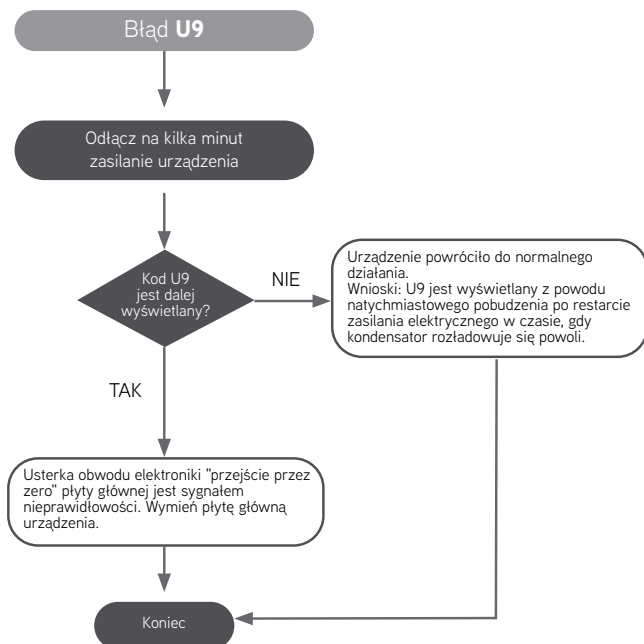 Błąd U9
Odłącz na kilka minut
zasilanie urządzenia
Kod U9
jest dalej
wyświetlany?
NIE
Urządzenie powróciło do normalnego
działania.
Wnioski: U9 jest wyświetlany z powodu
natychmiastowego pobudzenia po restarcie
zasilania elektrycznego w czasie, gdy
kondensator rozładowuje się powoli.
TAK
Usterka obwodu elektroniki "przejście przez
zero" płyty głównej jest sygnałem
nieprawidłowości. Wymień płytę główną
urządzenia.
Koniec